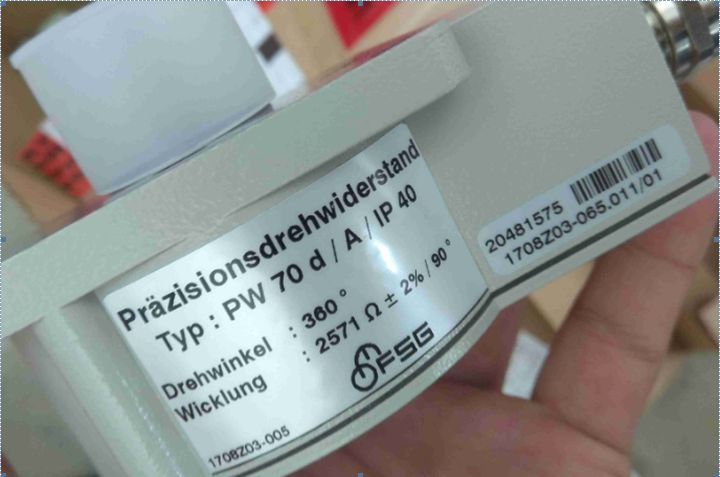 Präzisionsdrehwiderstand
Typ : PW 70 d / A / IP 40
Drehwinkel : 360 °
Wicklung : 2571 Ω ± 2% / 90°
FSG
1708Z03-005
20481575
1708Z03-065.011/01